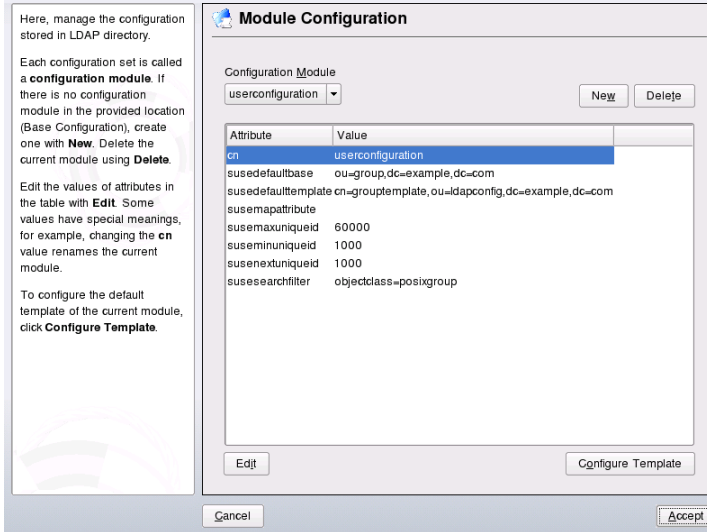 Here, manage the configuration
stored in LDAP directory.
Each configuration set is called
a configuration module. If
there is no configuration
module in the provided location
(Base Configuration), create
one with New. Delete the
current module using Delete.
Edit the values of attributes in
the table with Edit. Some
values have special meanings,
for example, changing the cn
value renames the current
module.
To configure the default
template of the current module,
click Configure Template.
Module Configuration
Configuration Module
userconfiguration
New
Delete
Attribute Value
cn userconfiguration
susedefaultbase ou=group,dc=example,dc=com
susedefaulttemplate cn=grouptemplate,ou=ldapconfig,dc=example,dc=com
susemapattribute
susemaxuniqueid 60000
suseminuniqueid 1000
susenextuniqueid 1000
susesearchfilter objectclass=posixgroup
Edit
Configure Template
Cancel
Accept